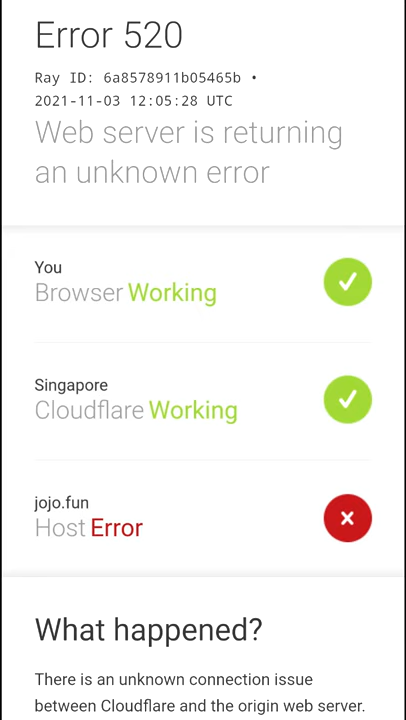 Error 520
Ray ID: 6a8578911b05465b •
2021-11-03 12:05:28 UTC
Web server is returning
an unknown error
You
Browser Working
Singapore
Cloudflare Working
jojo.fun
Host Error
What happened?
There is an unknown connection issue
between Cloudflare and the origin web server.